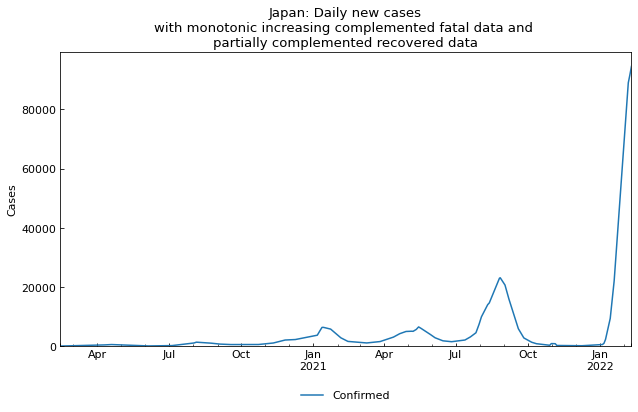 Japan: Daily new cases
with monotonic increasing complemented fatal data and
partially complemented recovered data
80000
60000
40000
20000
0
Cases
Apr Jul Oct Jan Apr Jul Oct Jan
2021 2022
Confirmed